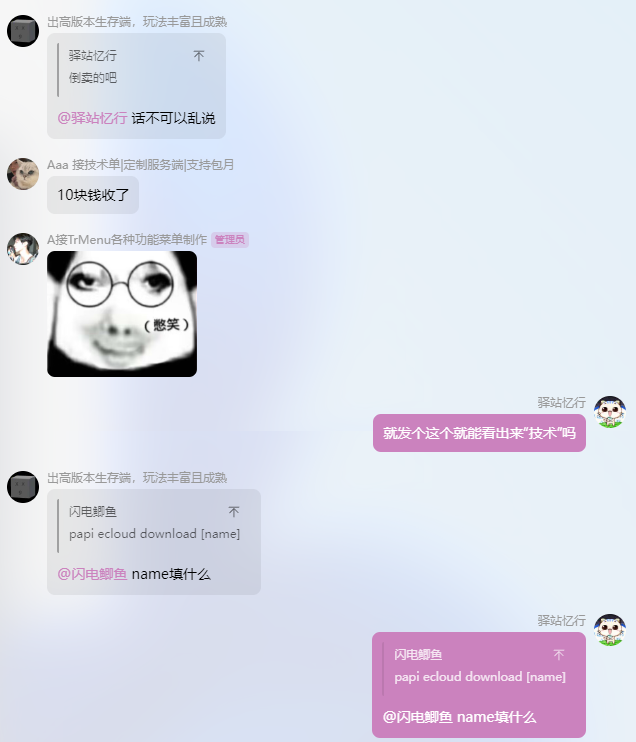 出高版本生存端，玩法丰富且成熟
驿站忆行
倒卖的吧
@驿站忆行 话不可以乱说
Aaa 接技术单|定制服务端|支持包月
10块钱收了
A接TrMenu各种功能菜单制作 管理员
（憋笑）
驿站忆行
就发个这个就能看出来“技术”吗
出高版本生存端，玩法丰富且成熟
闪电鲫鱼
papi ecloud download [name]
@闪电鲫鱼 name填什么
驿站忆行
闪电鲫鱼
papi ecloud download [name]
@闪电鲫鱼 name填什么